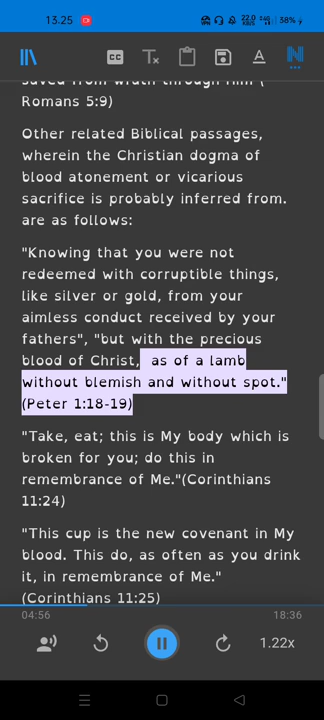 13.25
22.0
KB/S
38%
CC
T
A
N
saved from wrath through Him (
Romans 5:9)
Other related Biblical passages,
wherein the Christian dogma of
blood atonement or vicarious
sacrifice is probably inferred from.
are as follows:
"Knowing that you were not
redeemed with corruptible things,
like silver or gold, from your
aimless conduct received by your
fathers", "but with the precious
blood of Christ, as of a lamb
without blemish and without spot."
(Peter 1:18-19)
"Take, eat; this is My body which is
broken for you; do this in
remembrance of Me."(Corinthians
11:24)
"This cup is the new covenant in My
blood. This do, as often as you drink
it, in remembrance of Me."
(Corinthians 11:25)
04:56
18:36
1.22x